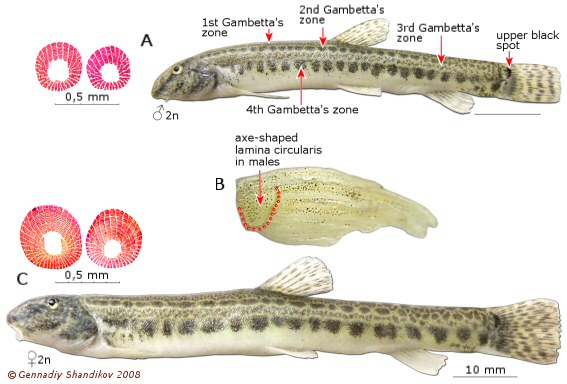 1st Gambetta's
zone
2nd Gambetta's
zone
3rd Gambetta's
zone
upper black
spot
A
0,5 mm
♂2n
4th Gambetta's zone
axe-shaped
lamina circularis
in males
B
0,5 mm
C
♀2n
10 mm
© Gennadiy Shandikov 2008